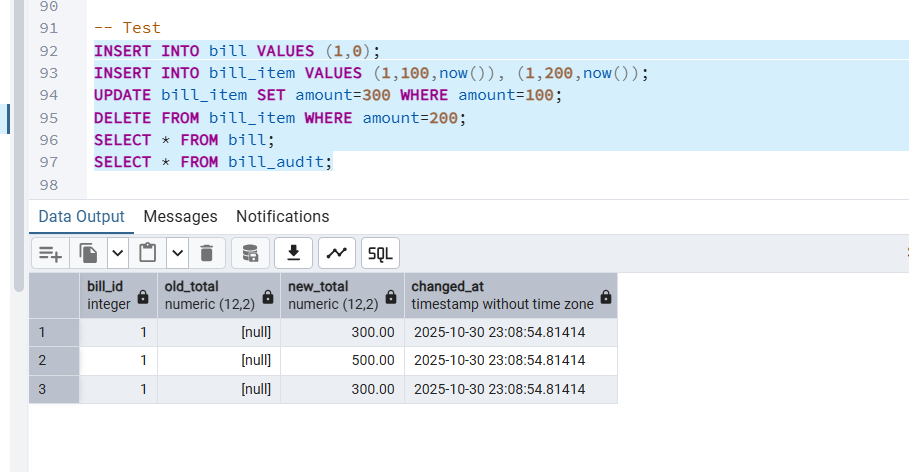 90
91 -- Test
92 INSERT INTO bill VALUES (1,0);
93 INSERT INTO bill_item VALUES (1,100,now()), (1,200,now());
94 UPDATE bill_item SET amount=300 WHERE amount=100;
95 DELETE FROM bill_item WHERE amount=200;
96 SELECT * FROM bill;
97 SELECT * FROM bill_audit;
98
Data Output Messages Notifications
SQL
bill_id old_total new_total changed_at
integer numeric (12,2) numeric (12,2) timestamp without time zone
1 1 [null] 300.00 2025-10-30 23:08:54.81414
2 1 [null] 500.00 2025-10-30 23:08:54.81414
3 1 [null] 300.00 2025-10-30 23:08:54.81414